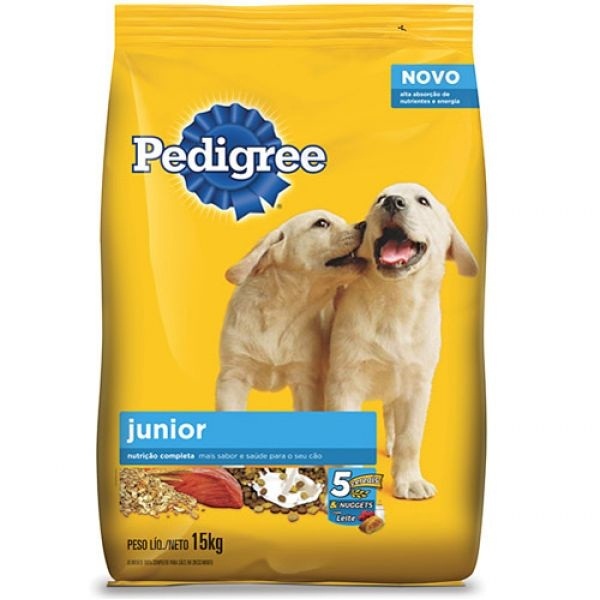 NOVO
alta absorção de
nutrientes e energia
Pedigree
®
junior
nutrição completa mais sabor e saúde para o seu cão
5 cereais
& NUGGETS
Leite
PESO LÍQ./NETO 15kg